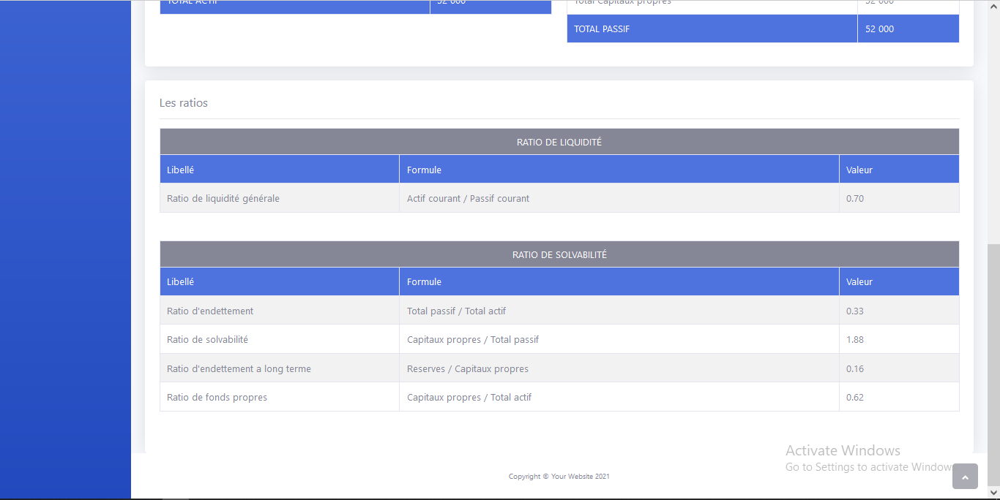 TOTAL ACTIF 52 000
Total Capitaux propres 52 000
TOTAL PASSIF 52 000
Les ratios
RATIO DE LIQUIDITÉ
Libellé Formule Valeur
Ratio de liquidité générale Actif courant / Passif courant 0.70
RATIO DE SOLVABILITÉ
Libellé Formule Valeur
Ratio d'endettement Total passif / Total actif 0.33
Ratio de solvabilité Capitaux propres / Total passif 1.88
Ratio d'endettement a long terme Reserves / Capitaux propres 0.16
Ratio de fonds propres Capitaux propres / Total actif 0.62
Activate Windows
Go to Settings to activate Windows
Copyright © Your Website 2021